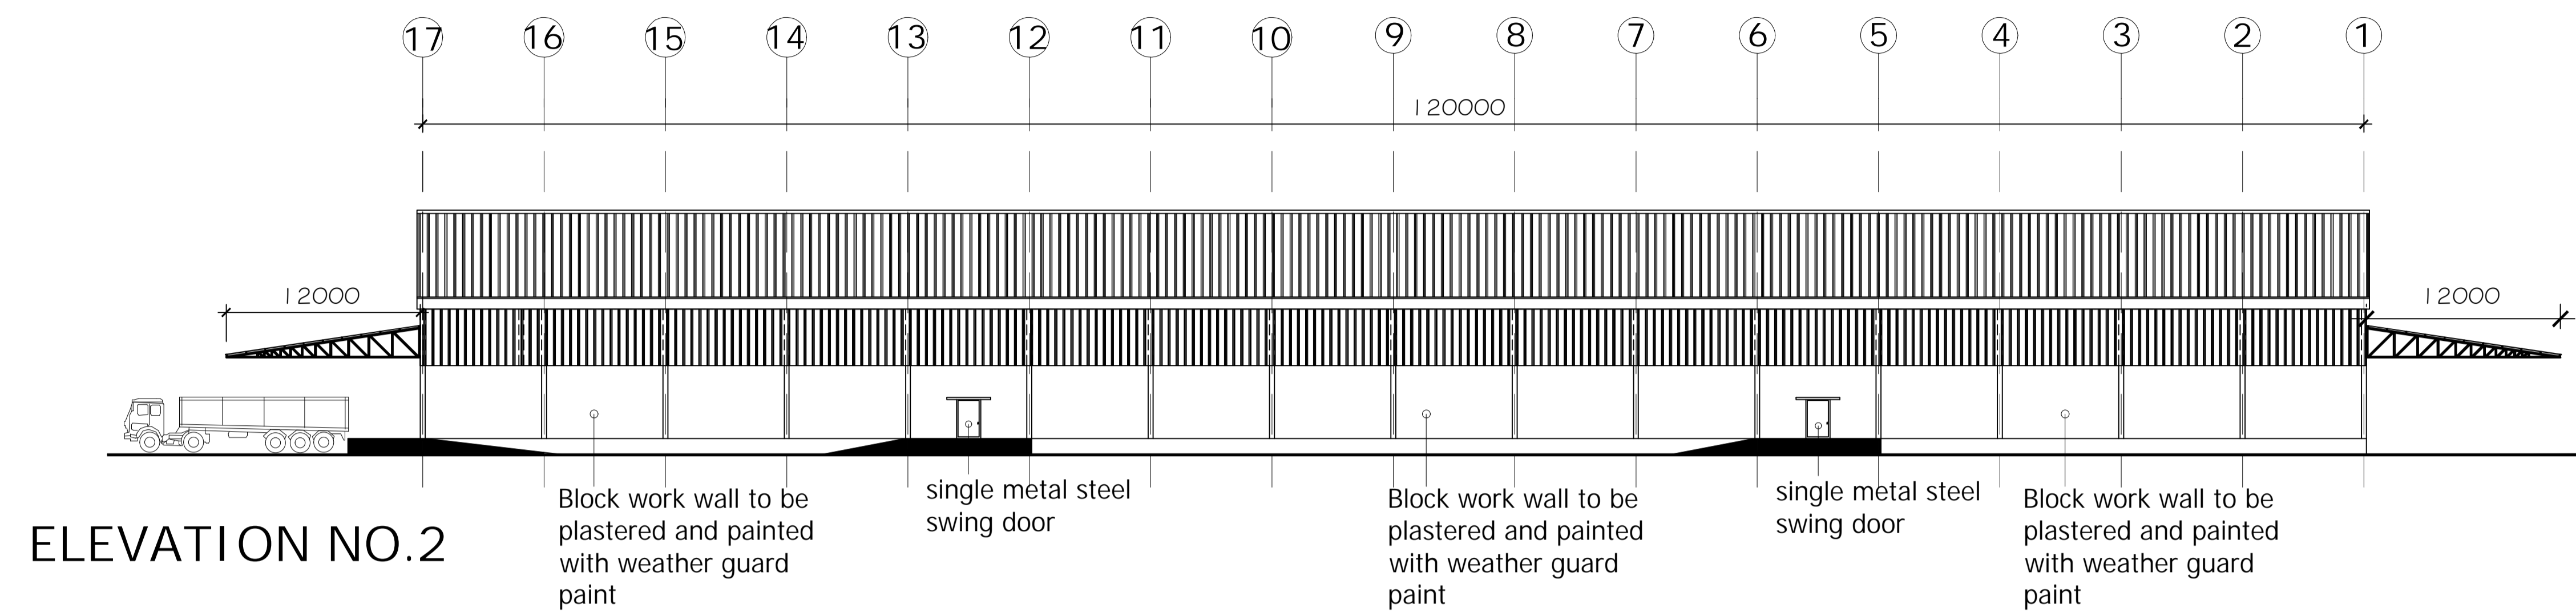 17 16 15 14 13 12 11 10 9 8 7 6 5 4 3 2 1
120000
12000
12000
Block work wall to be
plastered and painted
with weather guard
paint
single metal steel
swing door
Block work wall to be
plastered and painted
with weather guard
paint
single metal steel
swing door
Block work wall to be
plastered and painted
with weather guard
paint
ELEVATION NO.2